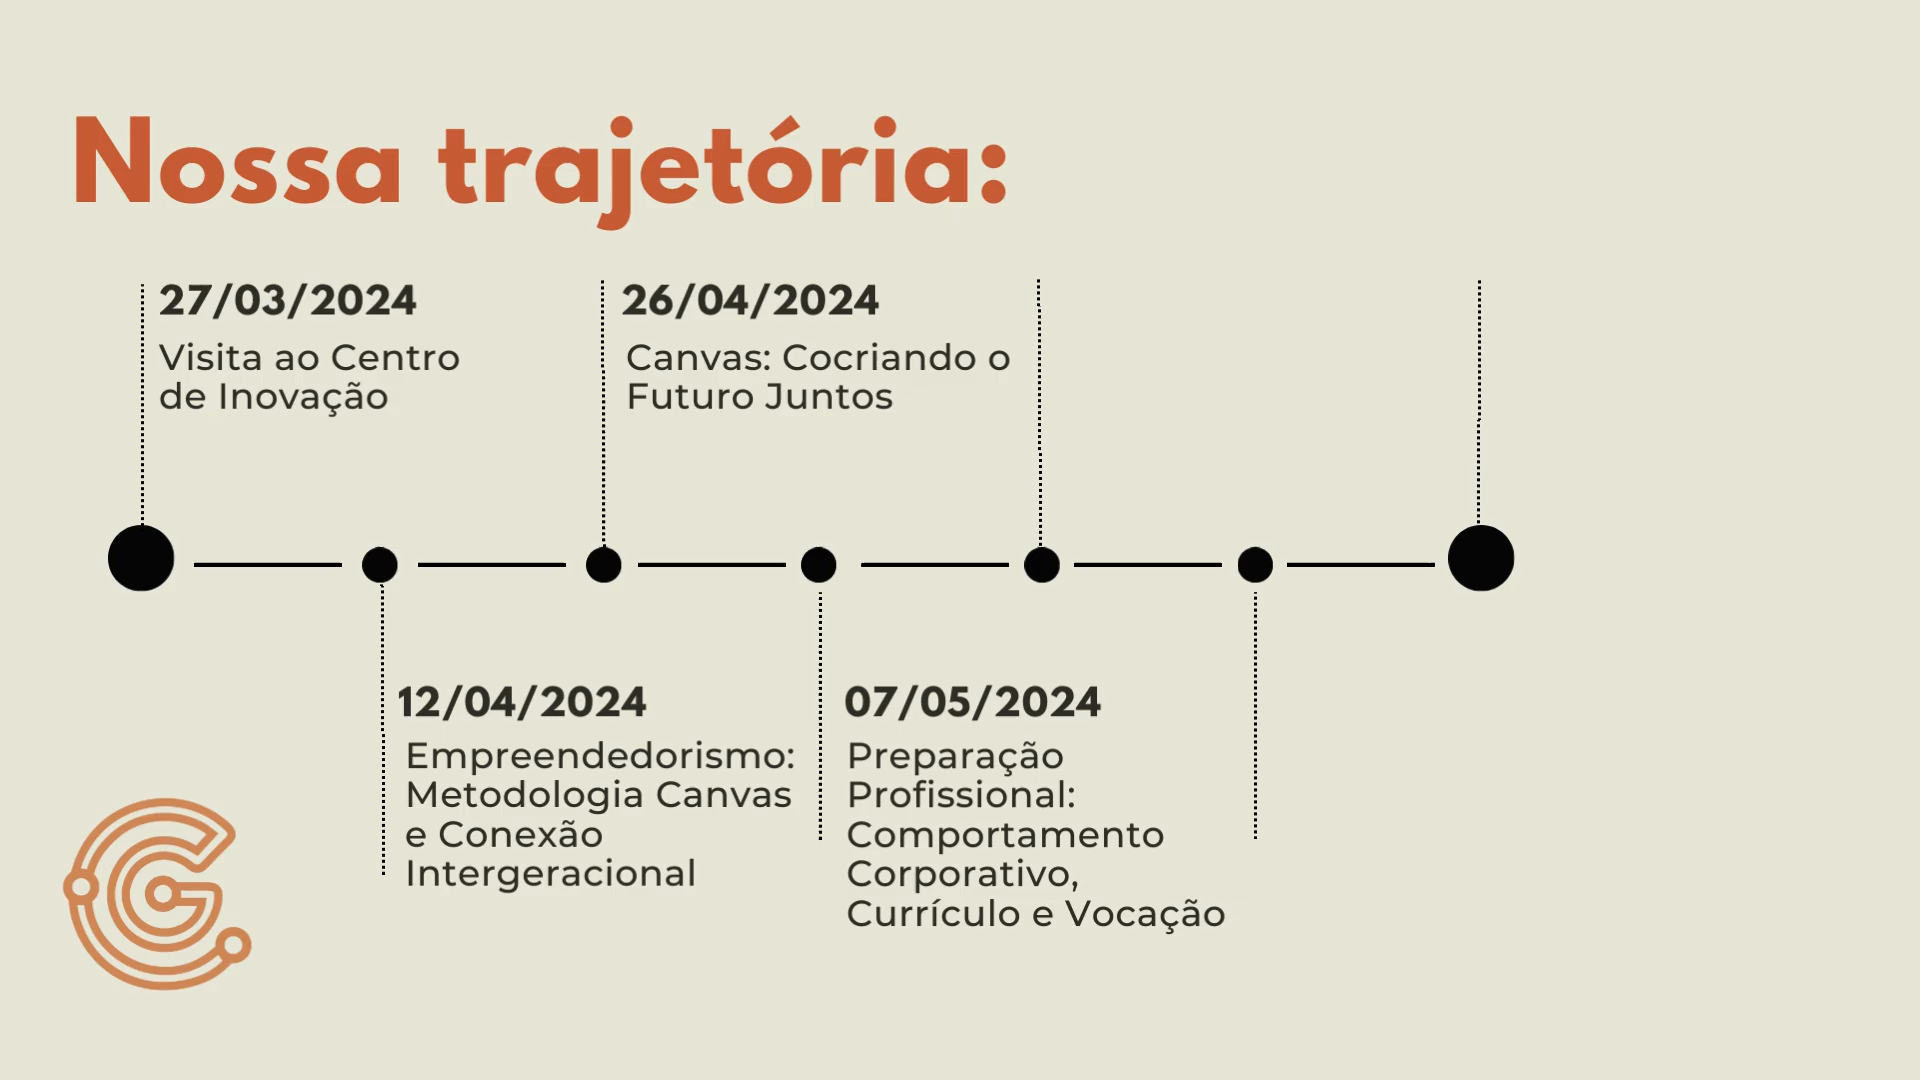 Nossa trajetória:
27/03/2024
Visita ao Centro
de Inovação
26/04/2024
Canvas: Cocriando o
Futuro Juntos
12/04/2024
Empreendedorismo:
Metodologia Canvas
e Conexão
Intergeracional
07/05/2024
Preparação
Profissional:
Comportamento
Corporativo,
Currículo e Vocação